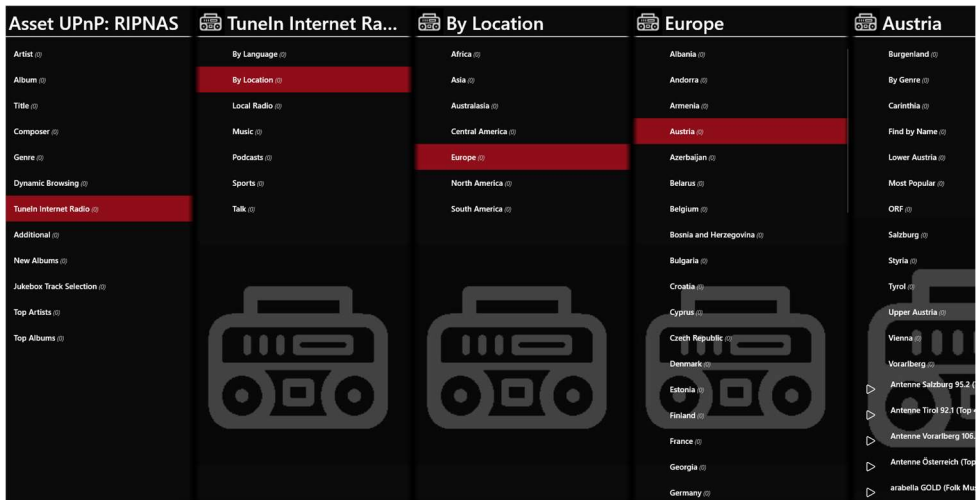 Asset UPnP: RIPNAS
Artist (0)
Album (0)
Title (0)
Composer (0)
Genre (0)
Dynamic Browsing (0)
TuneIn Internet Radio (0)
Additional (0)
New Albums (0)
Jukebox Track Selection (0)
Top Artists (0)
Top Albums (0)
TuneIn Internet Ra...
By Language (0)
By Location (0)
Local Radio (0)
Music (0)
Podcasts (0)
Sports (0)
Talk (0)
By Location
Africa (0)
Asia (0)
Australasia (0)
Central America (0)
Europe (0)
North America (0)
South America (0)
Europe
Albania (0)
Andorra (0)
Armenia (0)
Austria (0)
Azerbaijan (0)
Belarus (0)
Belgium (0)
Bosnia and Herzegovina (0)
Bulgaria (0)
Croatia (0)
Cyprus (0)
Czech Republic (0)
Denmark (0)
Estonia (0)
Finland (0)
France (0)
Georgia (0)
Germany (0)
Austria
Burgenland (0)
By Genre (0)
Carinthia (0)
Find by Name (0)
Lower Austria (0)
Most Popular (0)
ORF (0)
Salzburg (0)
Styria (0)
Tyrol (0)
Upper Austria (0)
Vienna (0)
Vorarlberg (0)
Antenne Salzburg 95.2 (
Antenne Tirol 92.1 (Top
Antenne Vorarlberg 106.
Antenne Österreich (Top
arabella GOLD (Folk Mu